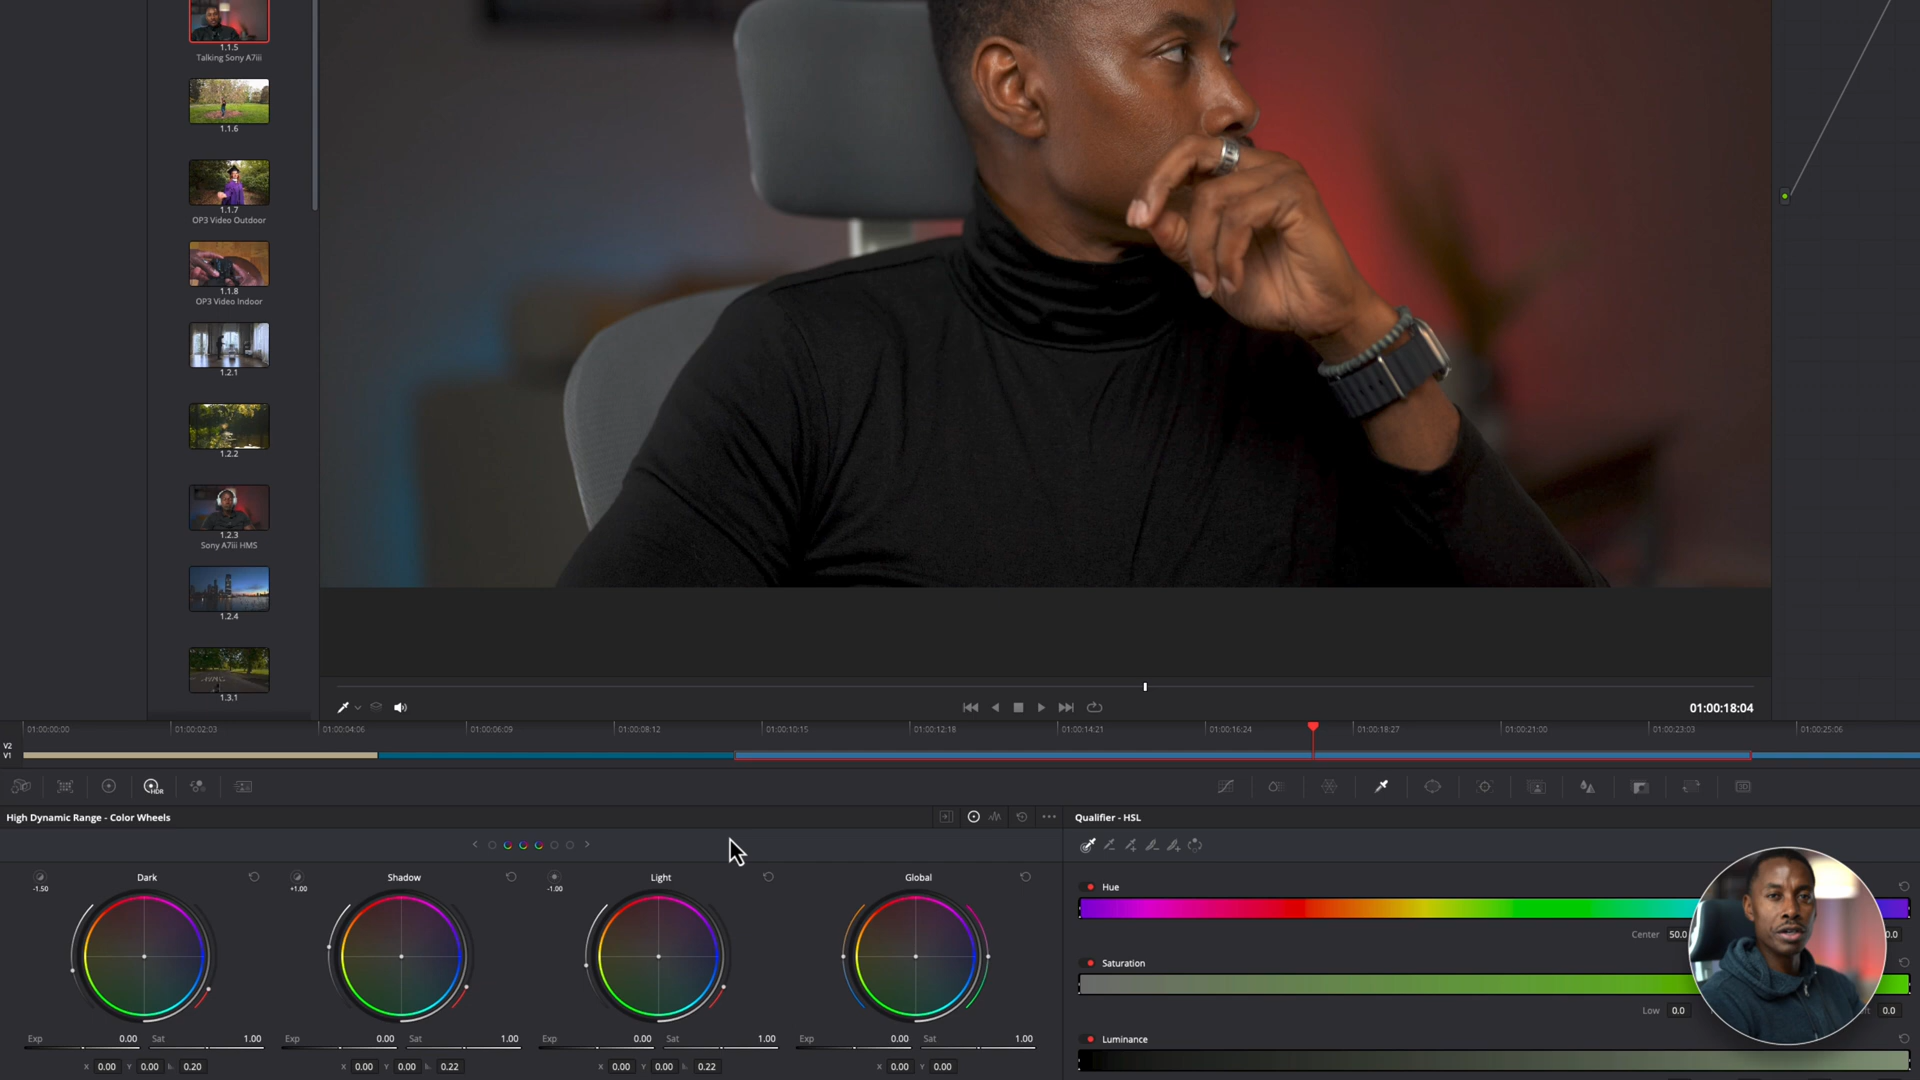 1.1.5
Talking Sony A7iii
1.1.6
1.1.7
OP3 Video Outdoor
1.1.8
OP3 Video Indoor
1.2.1
1.2.2
1.2.3
Sony A7iii HMS
1.2.4
1.3.1
01:00:18:04
01:00:00:00 01:00:02:03 01:00:04:06 01:00:06:09 01:00:08:12 01:00:10:15 01:00:12:18 01:00:14:21 01:00:16:24 01:00:18:27 01:00:21:00 01:00:23:03 01:00:25:06
V2
V1
HDR
3D
High Dynamic Range - Color Wheels
Qualifier - HSL
Dark Shadow Light Global
-1.50 +1.00 -1.00
Hue
Center 50.0
Saturation
Low 0.0 0.0
Luminance
Exp 0.00 Sat 1.00 Exp 0.00 Sat 1.00 Exp 0.00 Sat 1.00 Exp 0.00 Sat 1.00
X 0.00 Y 0.00 0.20 X 0.00 Y 0.00 0.22 X 0.00 Y 0.00 0.22 X 0.00 Y 0.00